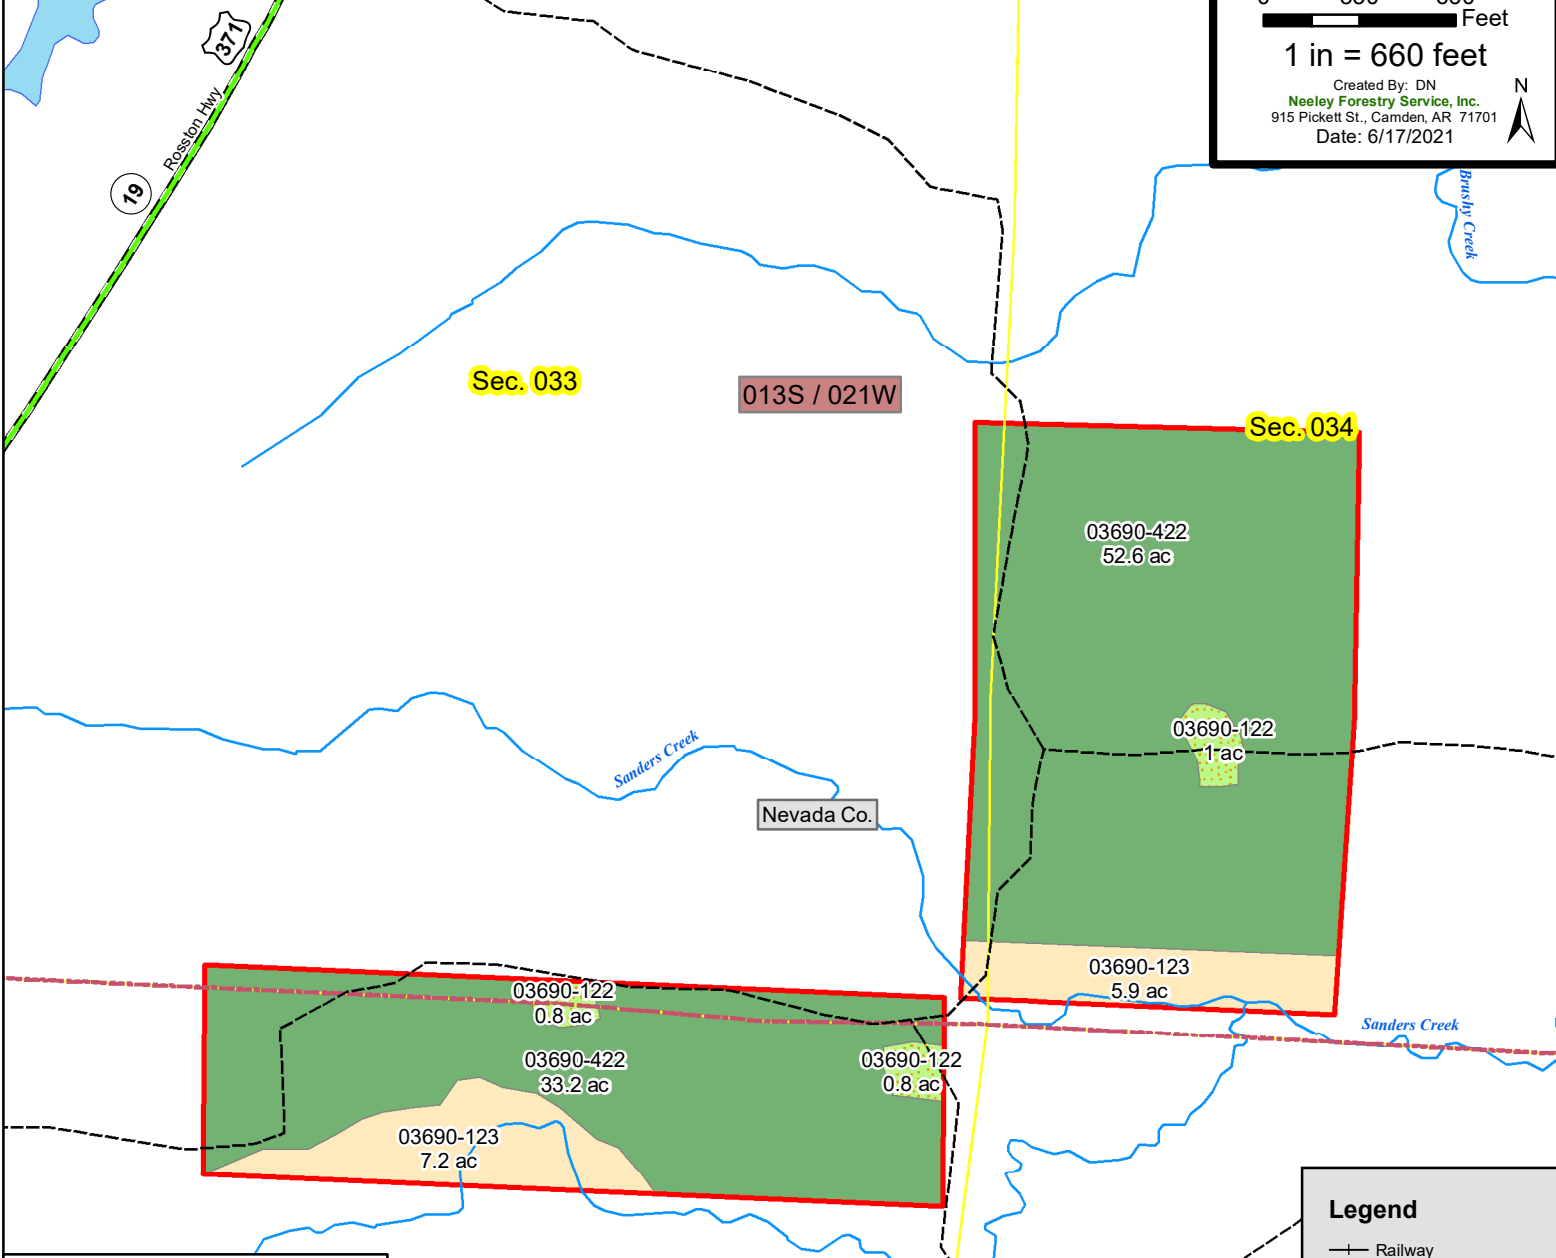 Feet
1 in = 660 feet
Created By: DN
Neeley Forestry Service, Inc.
915 Pickett St., Camden, AR 71701
Date: 6/17/2021
N
371
Rosston Hwy
19
Brushy Creek
Sec. 033
013S / 021W
Sec. 034
03690-422
52.6 ac
03690-122
1 ac
Sanders Creek
Nevada Co.
03690-123
5.9 ac
03690-122
0.8 ac
Sanders Creek
03690-422
33.2 ac
03690-122
0.8 ac
03690-123
7.2 ac
Legend
Railway